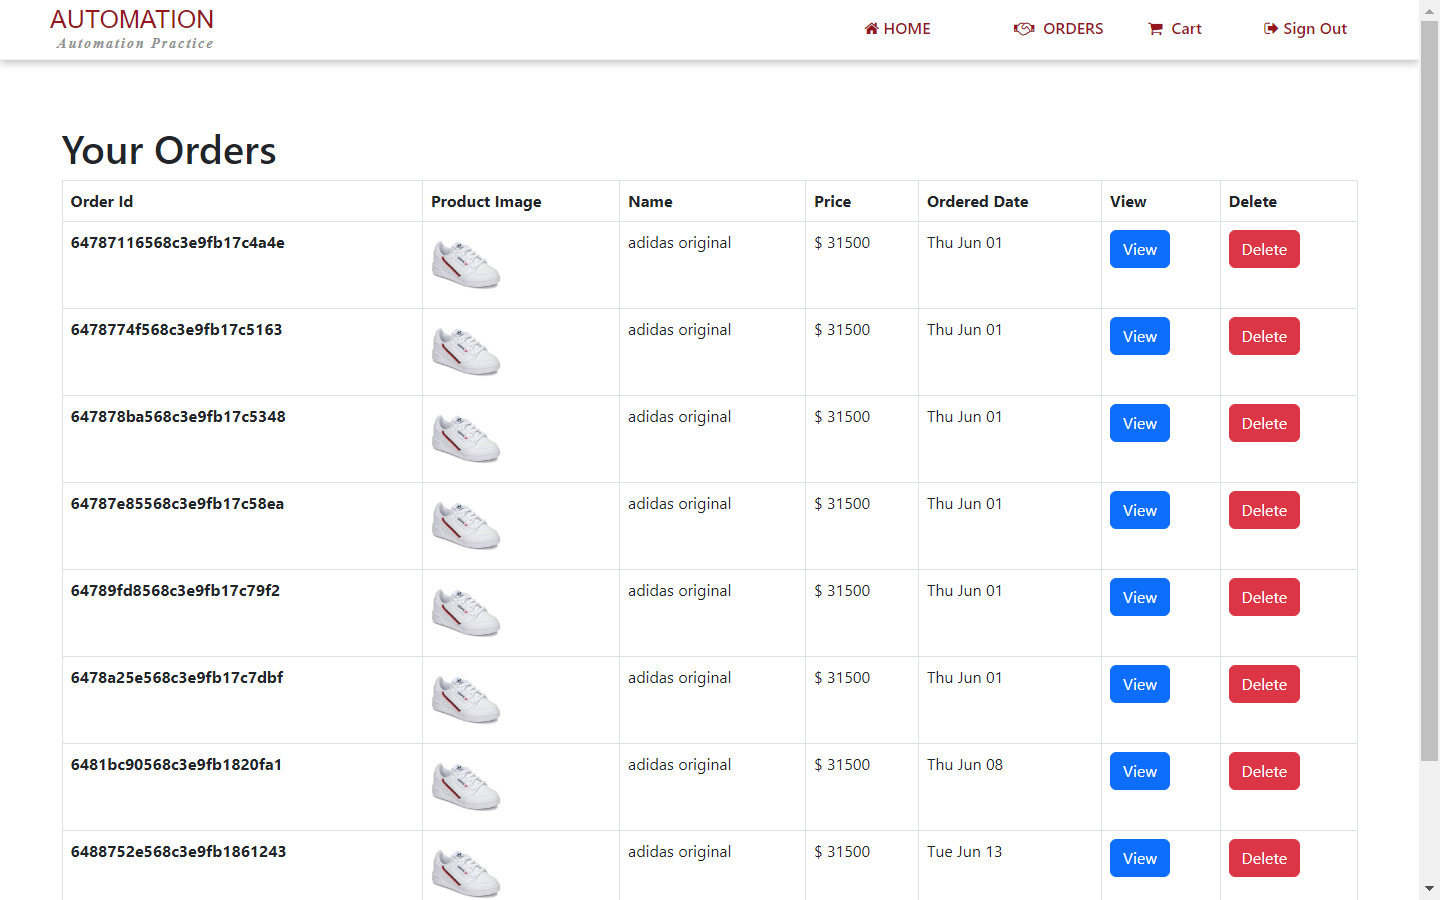 AUTOMATION
Automation Practice
HOME
ORDERS
Cart
Sign Out
Your Orders
Order Id Product Image Name Price Ordered Date View Delete
64787116568c3e9fb17c4a4e adidas original $ 31500 Thu Jun 01 View Delete
6478774f568c3e9fb17c5163 adidas original $ 31500 Thu Jun 01 View Delete
647878ba568c3e9fb17c5348 adidas original $ 31500 Thu Jun 01 View Delete
64787e85568c3e9fb17c58ea adidas original $ 31500 Thu Jun 01 View Delete
64789fd8568c3e9fb17c79f2 adidas original $ 31500 Thu Jun 01 View Delete
6478a25e568c3e9fb17c7dbf adidas original $ 31500 Thu Jun 01 View Delete
6481bc90568c3e9fb1820fa1 adidas original $ 31500 Thu Jun 08 View Delete
6488752e568c3e9fb1861243 adidas original $ 31500 Tue Jun 13 View Delete